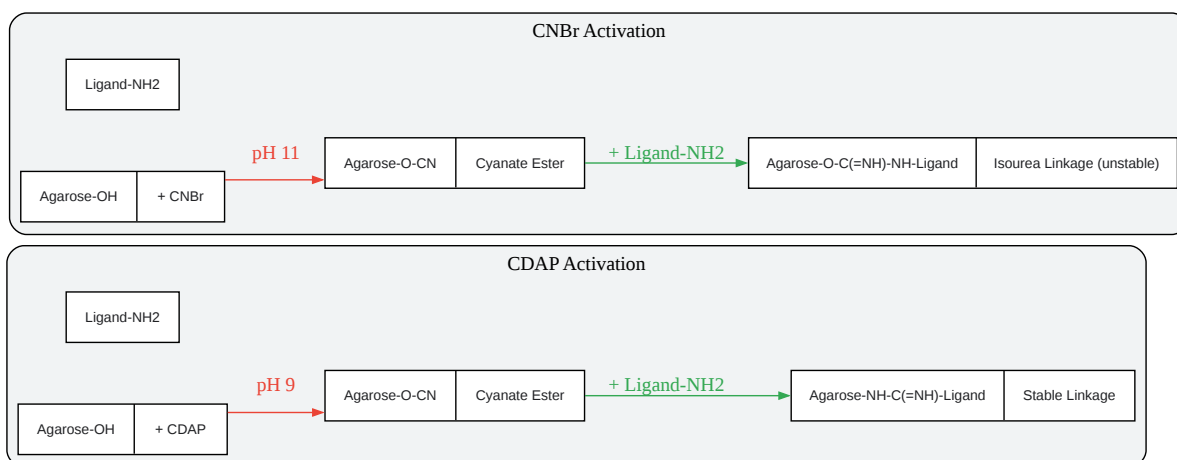 CNBr Activation
Ligand-NH2
pH 11
Agarose-OH + CNBr
Agarose-O-CN Cyanate Ester
+ Ligand-NH2
Agarose-O-C(=NH)-NH-Ligand Isourea Linkage (unstable)
CDAP Activation
Ligand-NH2
pH 9
Agarose-OH + CDAP
Agarose-O-CN Cyanate Ester
+ Ligand-NH2
Agarose-NH-C(=NH)-Ligand Stable Linkage